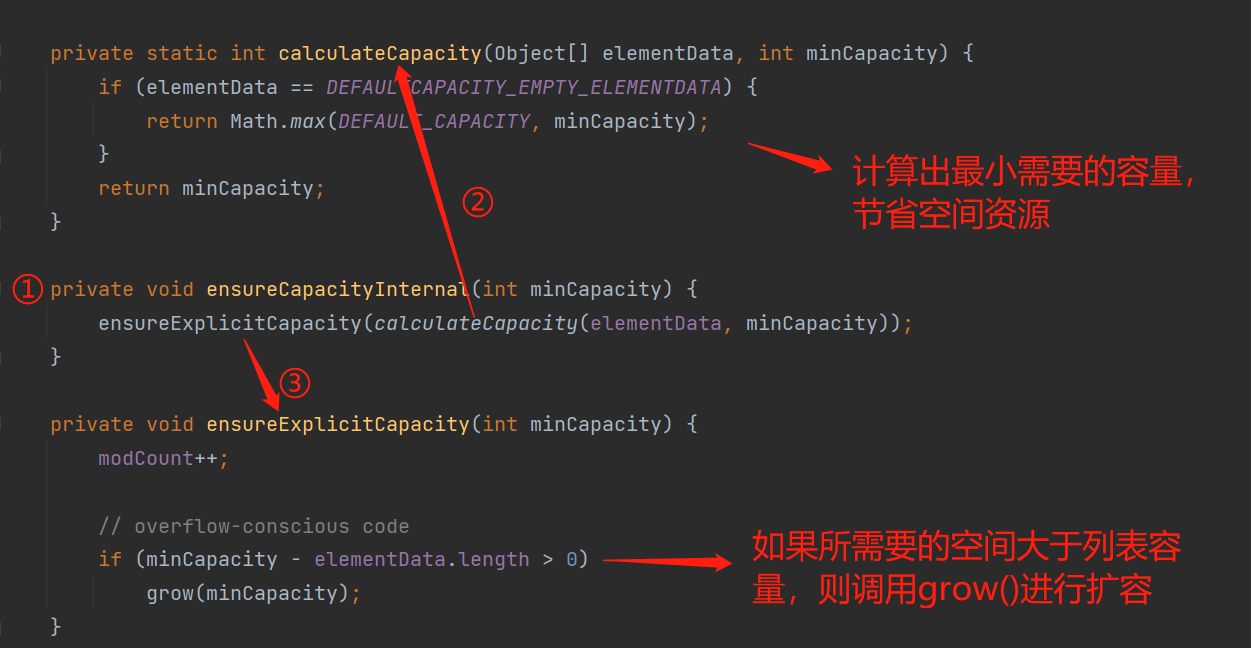 private static int calculateCapacity(Object[] elementData, int minCapacity) {
if (elementData == DEFAULTCAPACITY_EMPTY_ELEMENTDATA) {
return Math.max(DEFAULT_CAPACITY, minCapacity);
}
return minCapacity;
}
计算出最小需要的容量，
节省空间资源
②
① private void ensureCapacityInternal(int minCapacity) {
ensureExplicitCapacity(calculateCapacity(elementData, minCapacity));
}
③
private void ensureExplicitCapacity(int minCapacity) {
modCount++;
// overflow-conscious code
if (minCapacity - elementData.length > 0)
grow(minCapacity);
}
如果所需要的空间大于列表容
量，则调用grow()进行扩容